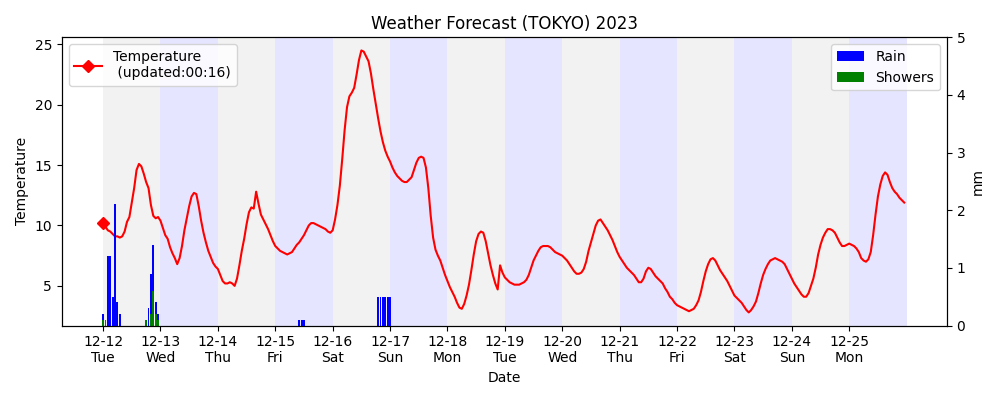 Weather Forecast (TOKYO) 2023
Temperature
(updated:00:16)
Rain
Showers
Temperature
25
20
15
10
5
5
4
3
2
1
0
mm
12-12 12-13 12-14 12-15 12-16 12-17 12-18 12-19 12-20 12-21 12-22 12-23 12-24 12-25
Tue Wed Thu Fri Sat Sun Mon Tue Wed Thu Fri Sat Sun Mon
Date